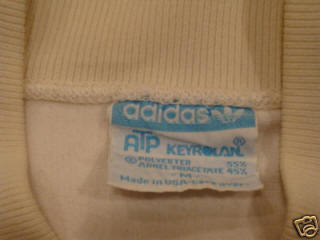 adidas
ATP KEYROLAN ®
® POLYESTER 55%
ARNEL TRIACETATE 45%
- M -
Made in USA